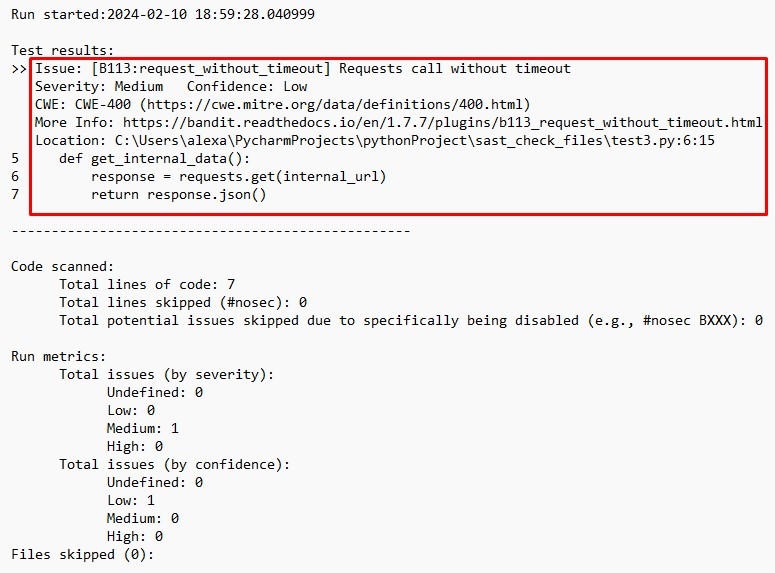 Run started:2024-02-10 18:59:28.040999
Test results:
>> Issue: [B113:request_without_timeout] Requests call without timeout
Severity: Medium   Confidence: Low
CWE: CWE-400 (https://cwe.mitre.org/data/definitions/400.html)
More Info: https://bandit.readthedocs.io/en/1.7.7/plugins/b113_request_without_timeout.html
Location: C:\Users\alexa\PycharmProjects\pythonProject\sast_check_files\test3.py:6:15
5     def get_internal_data():
6         response = requests.get(internal_url)
7         return response.json()
--------------------------------------------------
Code scanned:
Total lines of code: 7
Total lines skipped (#nosec): 0
Total potential issues skipped due to specifically being disabled (e.g., #nosec BXXX): 0
Run metrics:
Total issues (by severity):
Undefined: 0
Low: 0
Medium: 1
High: 0
Total issues (by confidence):
Undefined: 0
Low: 1
Medium: 0
High: 0
Files skipped (0):